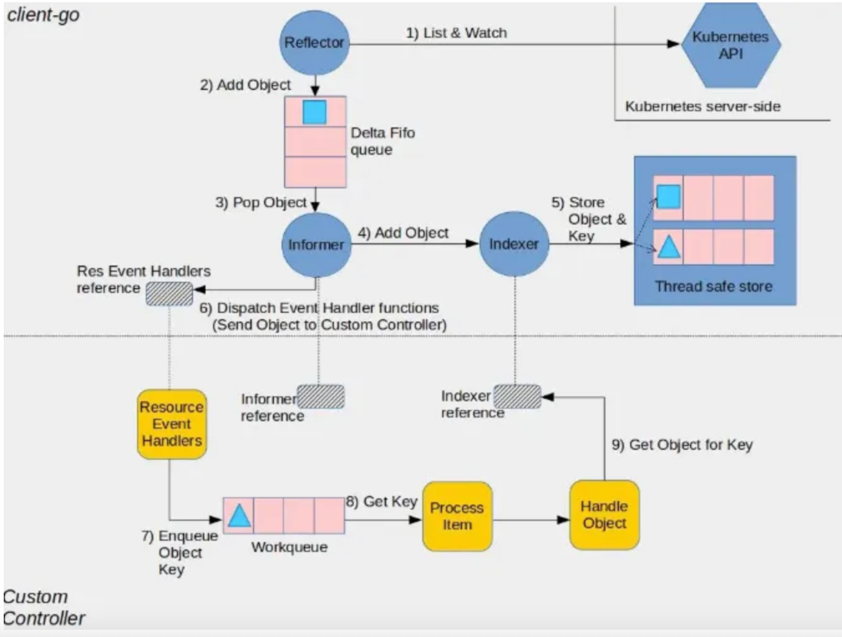 client-go
Reflector
1) List & Watch
Kubernetes
API
Kubernetes server-side
2) Add Object
Delta Fifo
queue
3) Pop Object
Informer
4) Add Object
Indexer
5) Store
Object &
Key
Thread safe store
Res Event Handlers
reference
6) Dispatch Event Handler functions
(Send Object to Custom Controller)
Resource
Event
Handlers
Informer
reference
Indexer
reference
9) Get Object for Key
7) Enqueue
Object
Key
Workqueue
8) Get Key
Process
Item
Handle
Object
Custom
Controller